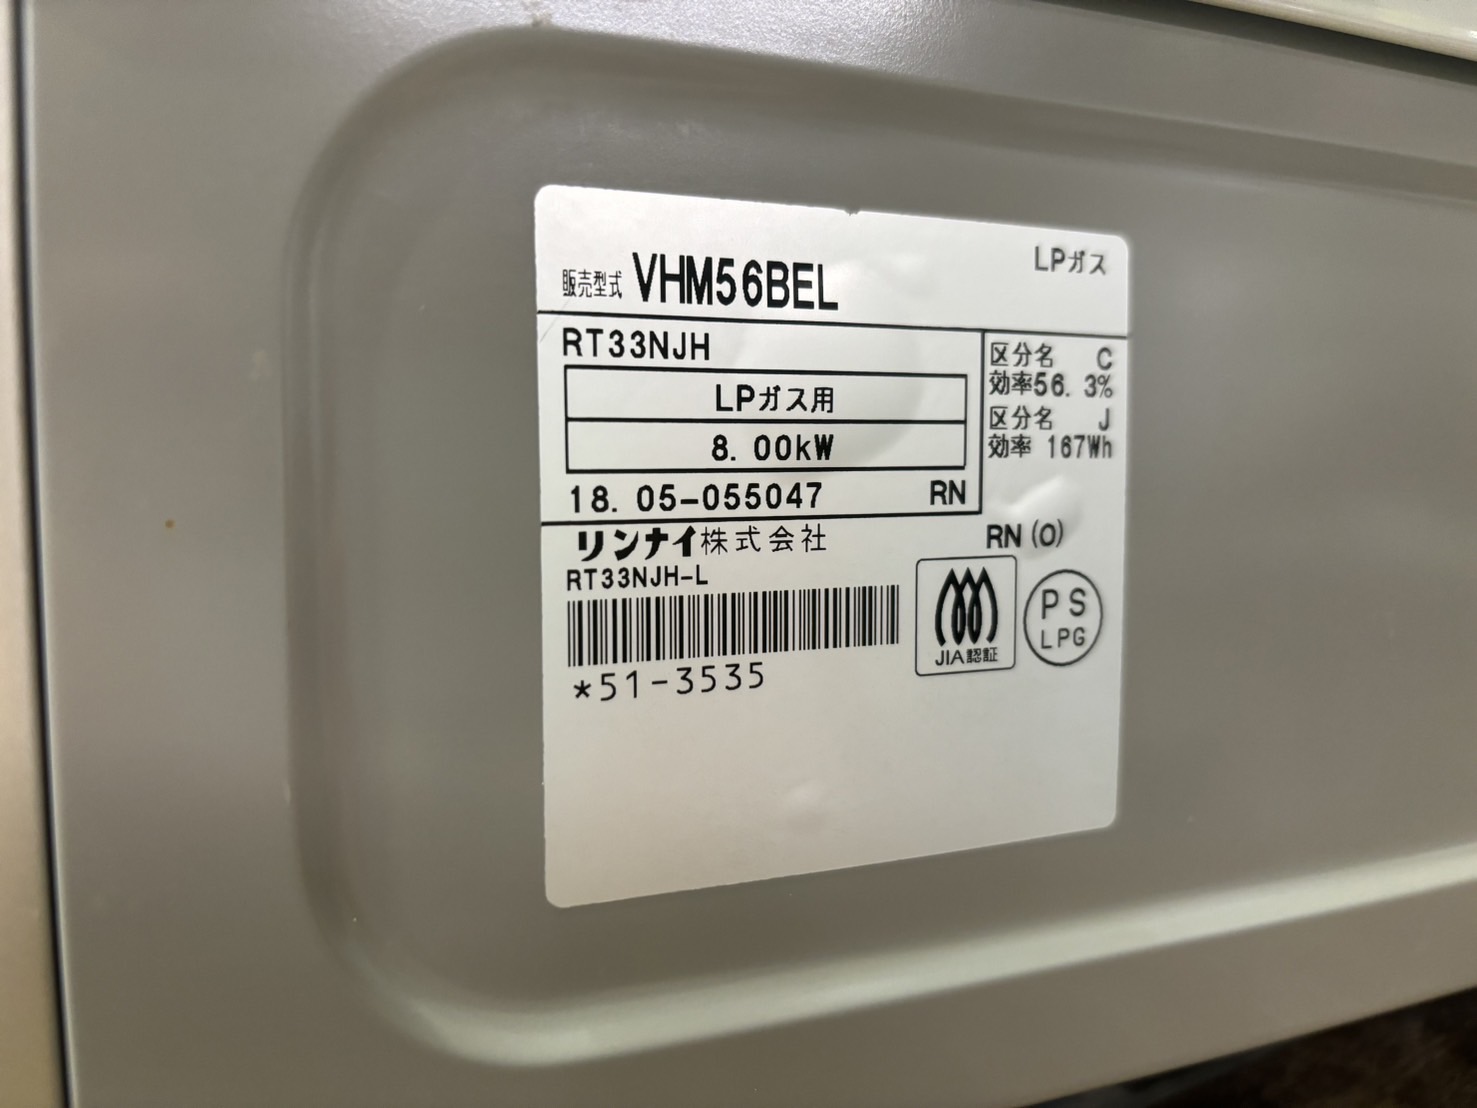 販売型式 VHM56BEL
LPガス
RT33NJH
LPガス用
8.00kW
18.05-055047 RN
区分名 C
効率56.3%
区分名 J
効率 167Wh
リンナイ株式会社
RN(O)
RT33NJH-L
*51-3535
JIA認証
PS
LPG